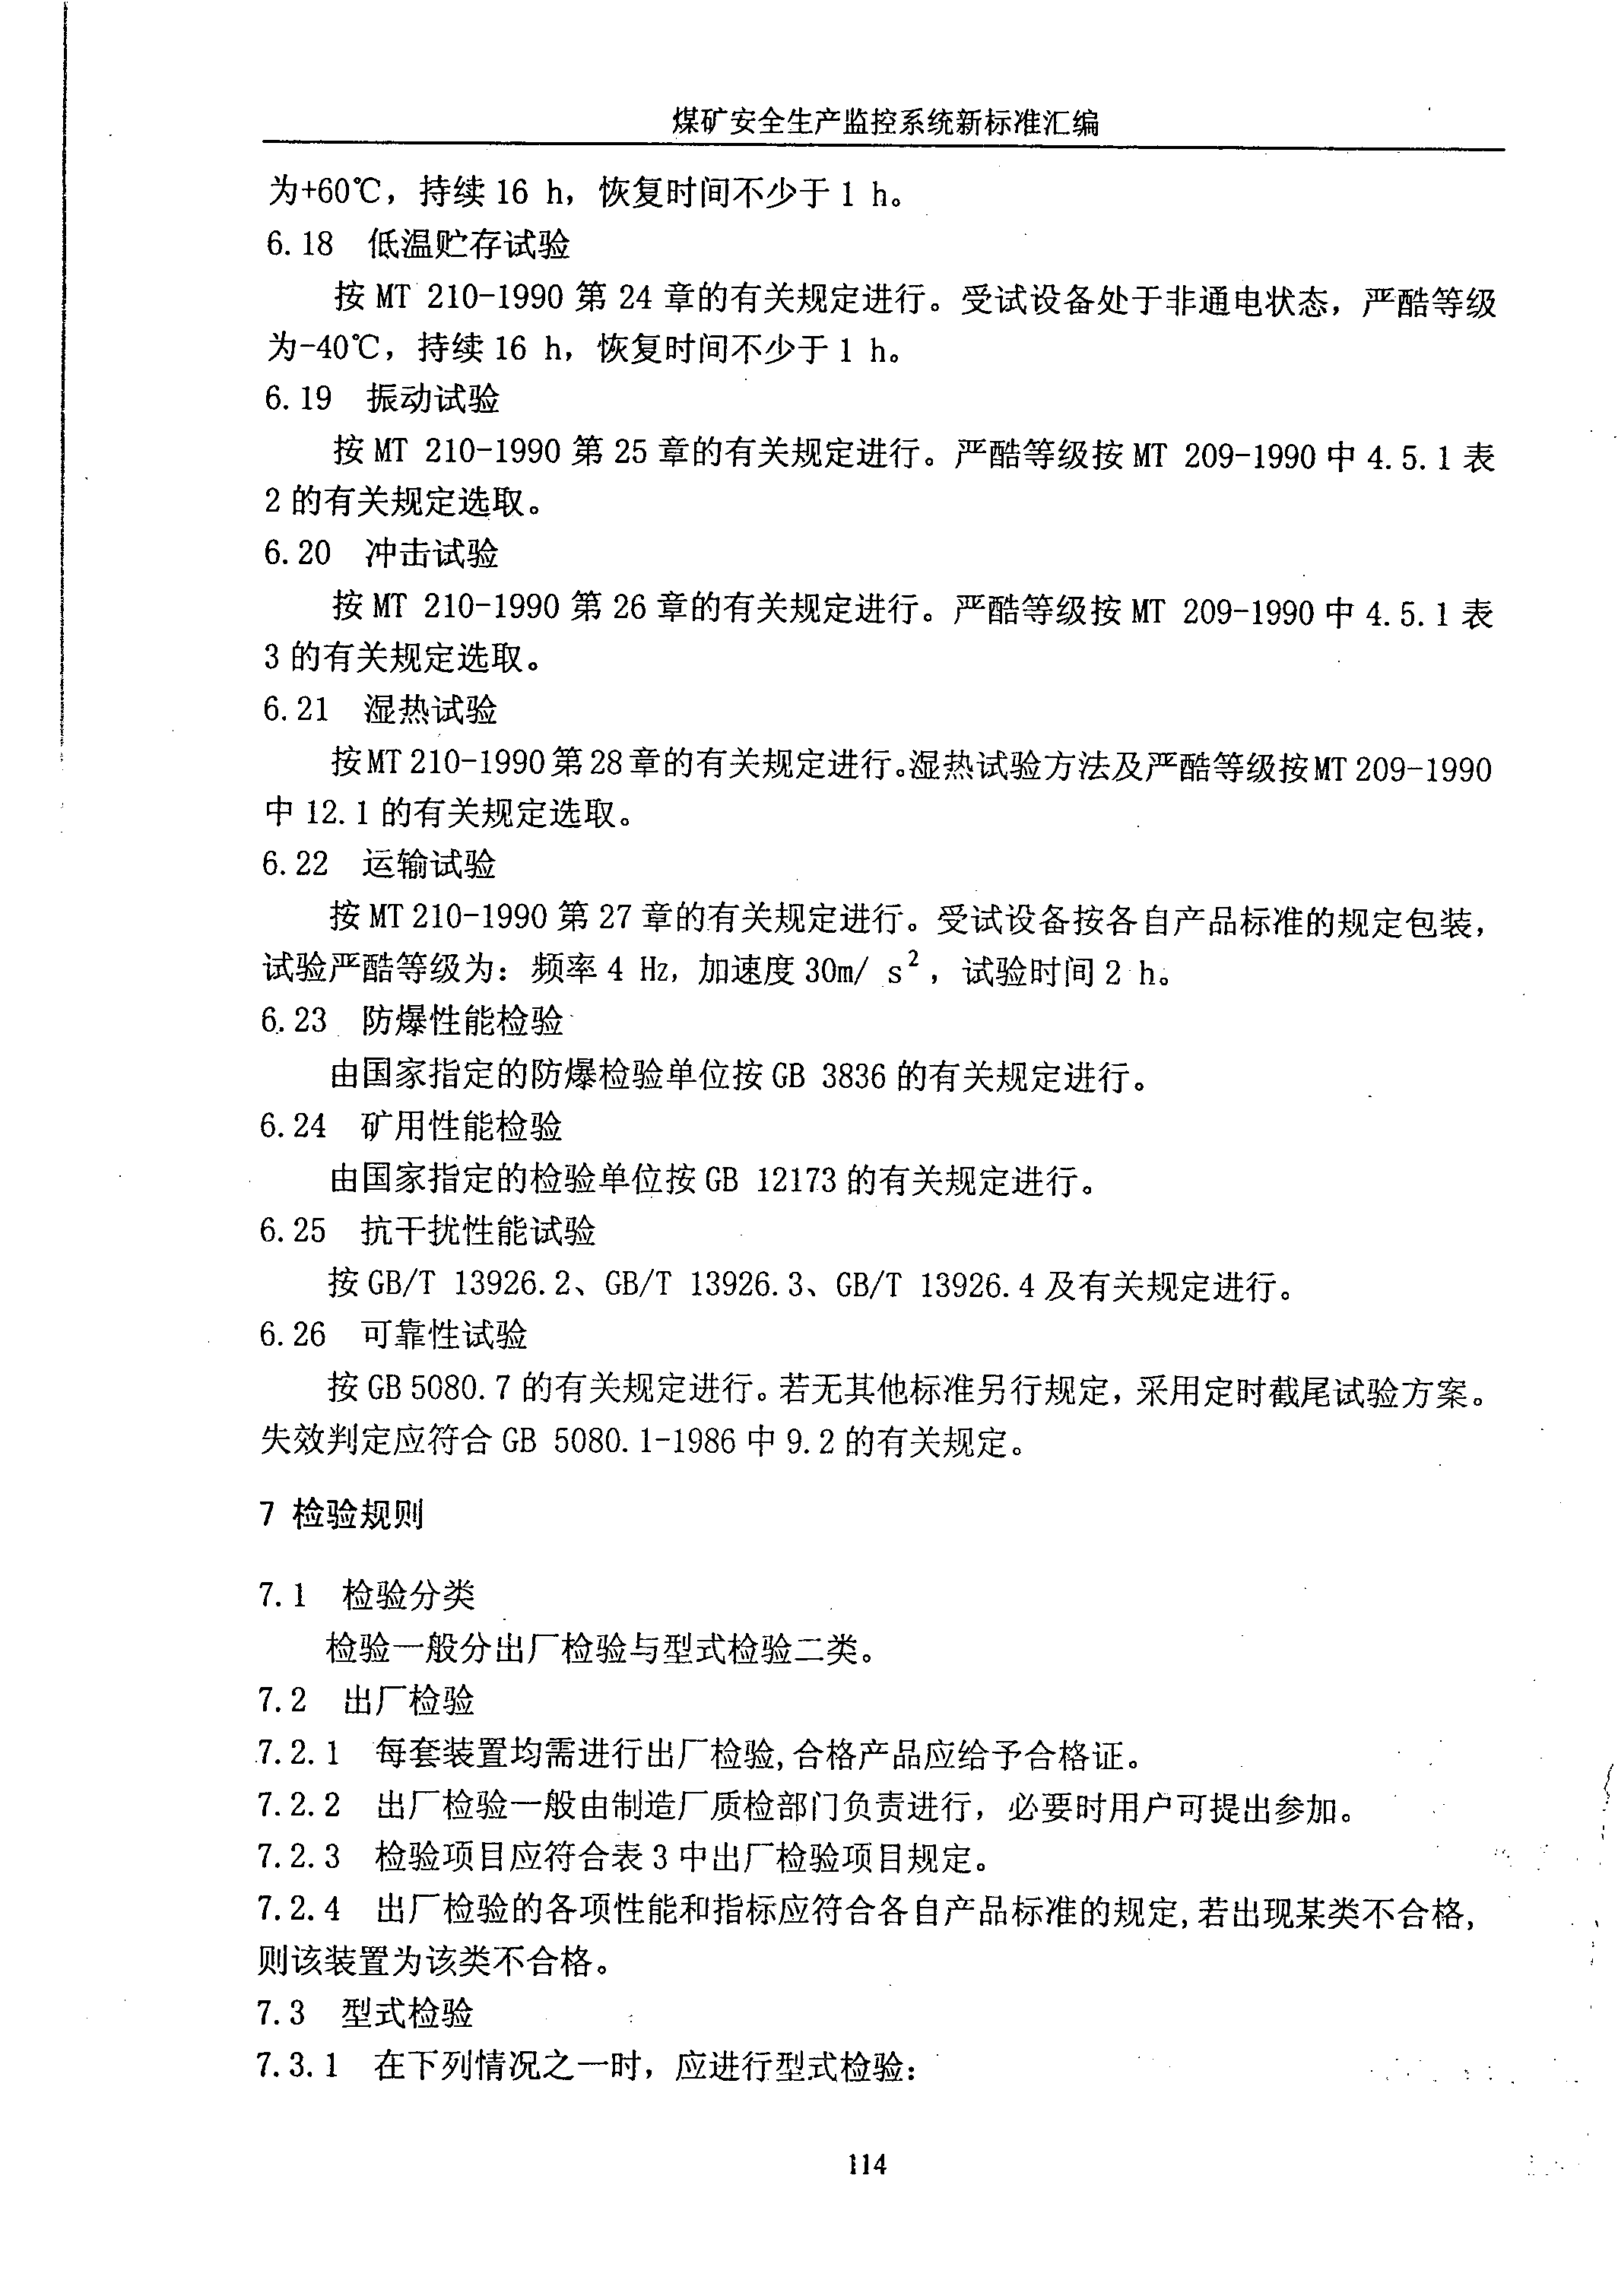 煤矿安全生产监控系统新标准汇编
为+60℃，持续 16 h，恢复时间不少于 1 h。
6.18 低温贮存试验
按 MT 210-1990 第 24 章的有关规定进行。受试设备处于非通电状态，严酷等级
为-40℃，持续 16 h，恢复时间不少于 1 h。
6.19 振动试验
按 MT 210-1990 第 25 章的有关规定进行。严酷等级按 MT 209-1990 中 4.5.1 表
2 的有关规定选取。
6.20 冲击试验
按 MT 210-1990 第 26 章的有关规定进行。严酷等级按 MT 209-1990 中 4.5.1 表
3 的有关规定选取。
6.21 湿热试验
按 MT 210-1990 第 28 章的有关规定进行。湿热试验方法及严酷等级按 MT 209-1990
中 12.1 的有关规定选取。
6.22 运输试验
按 MT 210-1990 第 27 章的有关规定进行。受试设备按各自产品标准的规定包装，
试验严酷等级为：频率 4 Hz，加速度 30m/ s²，试验时间 2 h。
6.23 防爆性能检验
由国家指定的防爆检验单位按 GB 3836 的有关规定进行。
6.24 矿用性能检验
由国家指定的检验单位按 GB 12173 的有关规定进行。
6.25 抗干扰性能试验
按 GB/T 13926.2、GB/T 13926.3、GB/T 13926.4 及有关规定进行。
6.26 可靠性试验
按 GB 5080.7 的有关规定进行。若无其他标准另行规定，采用定时截尾试验方案。
失效判定应符合 GB 5080.1-1986 中 9.2 的有关规定。
7 检验规则
7.1 检验分类
检验一般分出厂检验与型式检验二类。
7.2 出厂检验
7.2.1 每套装置均需进行出厂检验,合格产品应给予合格证。
7.2.2 出厂检验一般由制造厂质检部门负责进行，必要时用户可提出参加。
7.2.3 检验项目应符合表 3 中出厂检验项目规定。
7.2.4 出厂检验的各项性能和指标应符合各自产品标准的规定,若出现某类不合格,
则该装置为该类不合格。
7.3 型式检验
7.3.1 在下列情况之一时，应进行型式检验：
114